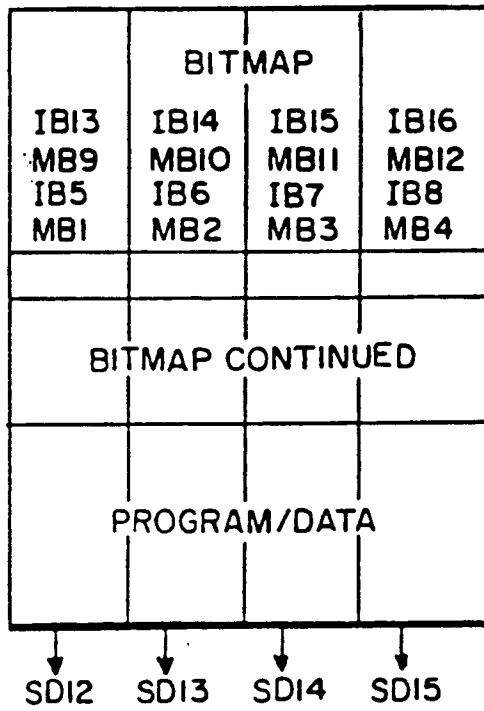 BITMAP
IB13 IB14 IB15 IB16
MB9 MB10 MB11 MB12
IB5 IB6 IB7 IB8
MB1 MB2 MB3 MB4
BITMAP CONTINUED
PROGRAM/DATA
SD12 SD13 SD14 SD15